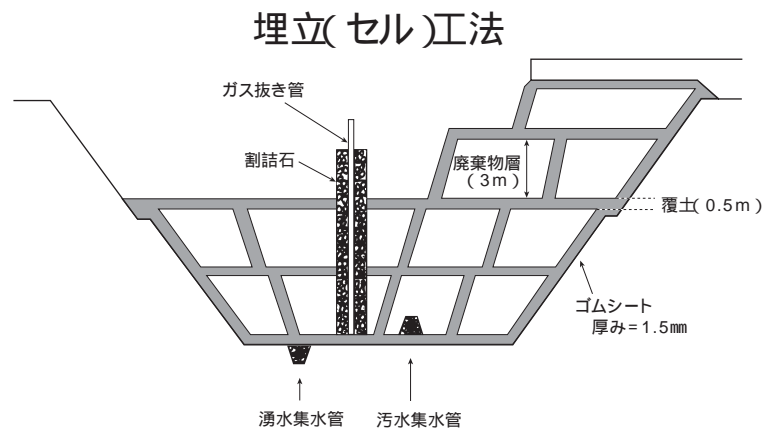 埋立(セル)工法
ガス抜き管
割詰石
廃棄物層
(3m)
覆土(0.5m)
ゴムシート
厚み=1.5㎜
湧水集水管
汚水集水管